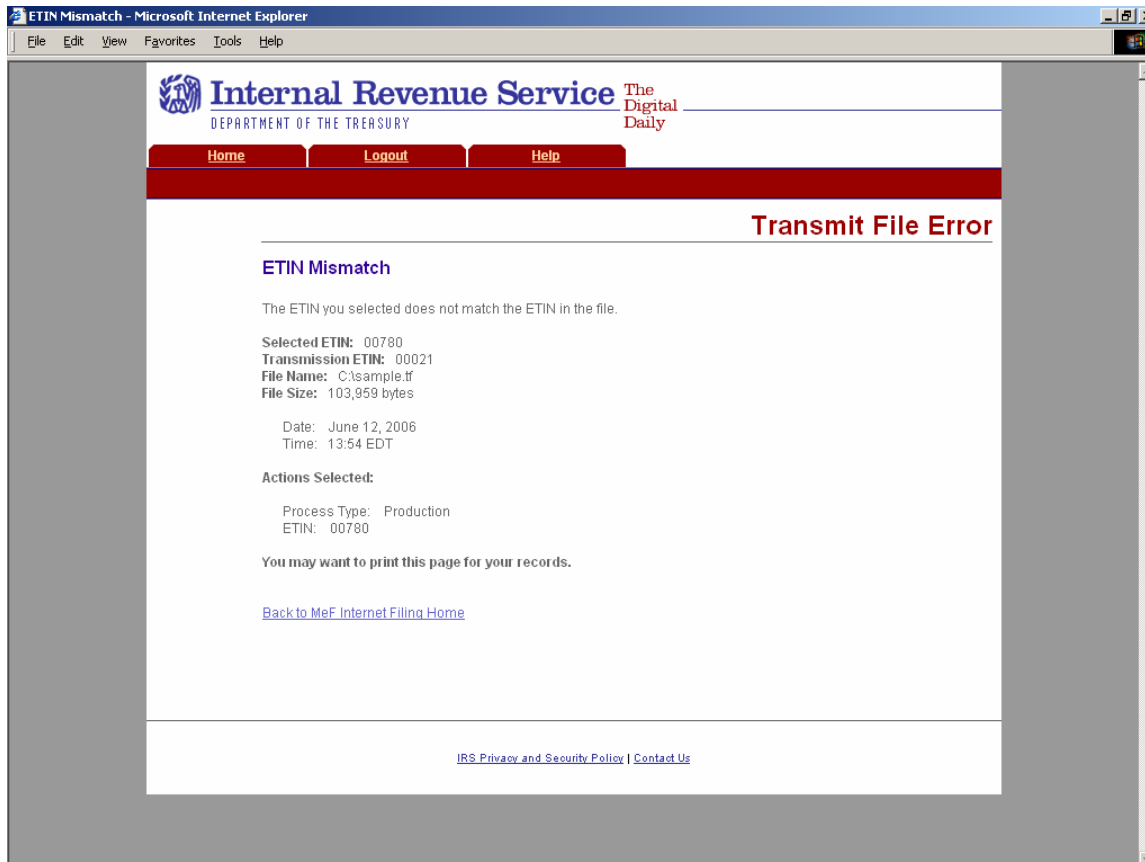 ETIN Mismatch - Microsoft Internet Explorer
File Edit View Favorites Tools Help
Internal Revenue Service
DEPARTMENT OF THE TREASURY
The
Digital
Daily
Home Logout Help
Transmit File Error
ETIN Mismatch
The ETIN you selected does not match the ETIN in the file.
Selected ETIN: 00780
Transmission ETIN: 00021
File Name: C:\sample.tf
File Size: 103,959 bytes
Date: June 12, 2006
Time: 13:54 EDT
Actions Selected:
Process Type: Production
ETIN: 00780
You may want to print this page for your records.
Back to MeF Internet Filing Home
IRS Privacy and Security Policy | Contact Us